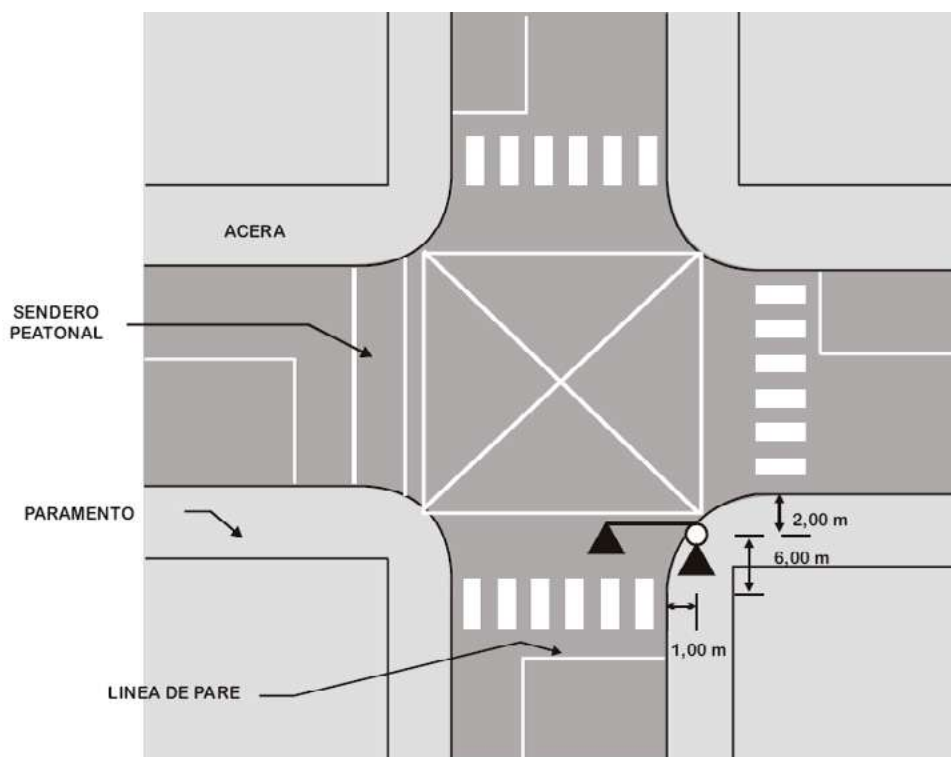 ACERA
SENDERO
PEATONAL
PARAMENTO
2,00 m
6,00 m
1,00 m
LINEA DE PARE